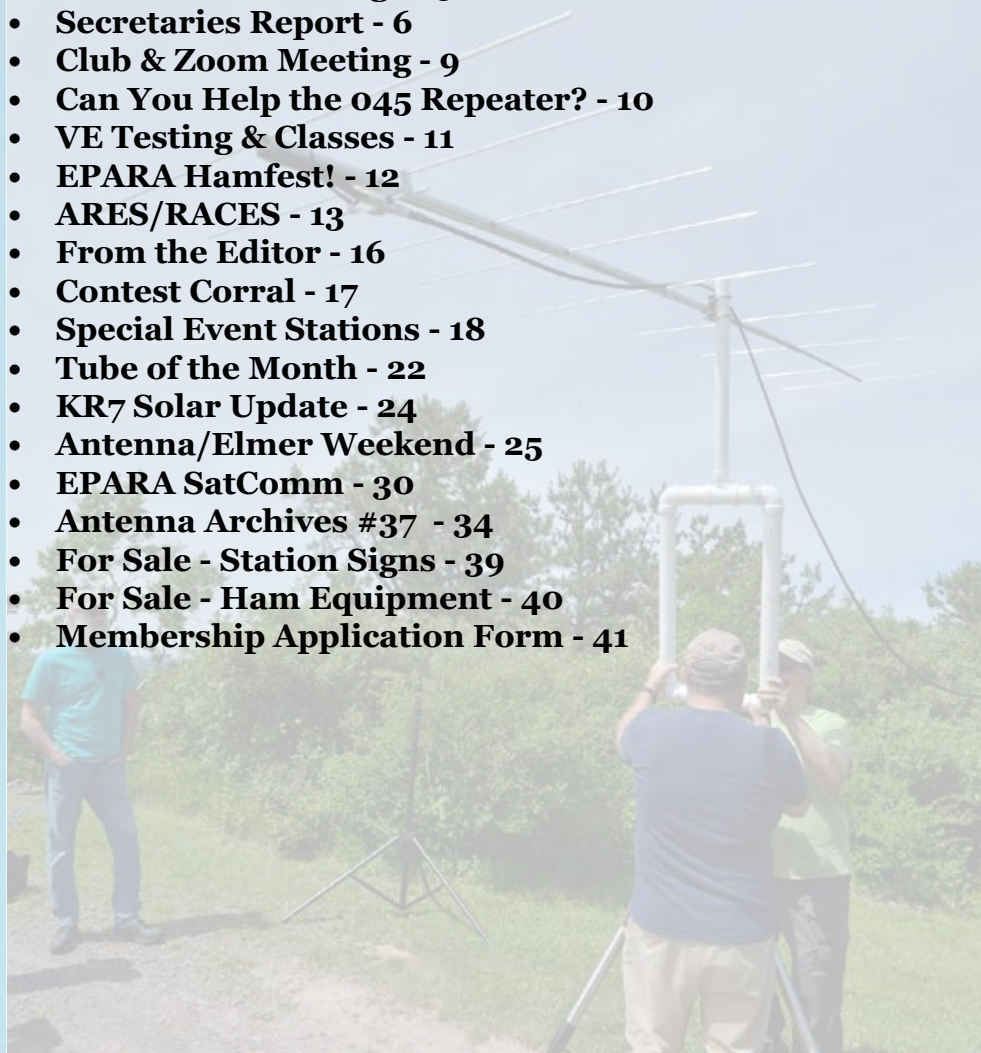 • Secretaries Report - 6
• Club & Zoom Meeting - 9
• Can You Help the 045 Repeater? - 10
• VE Testing & Classes - 11
• EPARA Hamfest! - 12
• ARES/RACES - 13
• From the Editor - 16
• Contest Corral - 17
• Special Event Stations - 18
• Tube of the Month - 22
• KR7 Solar Update - 24
• Antenna/Elmer Weekend - 25
• EPARA SatComm - 30
• Antenna Archives #37 - 34
• For Sale - Station Signs - 39
• For Sale - Ham Equipment - 40
• Membership Application Form - 41